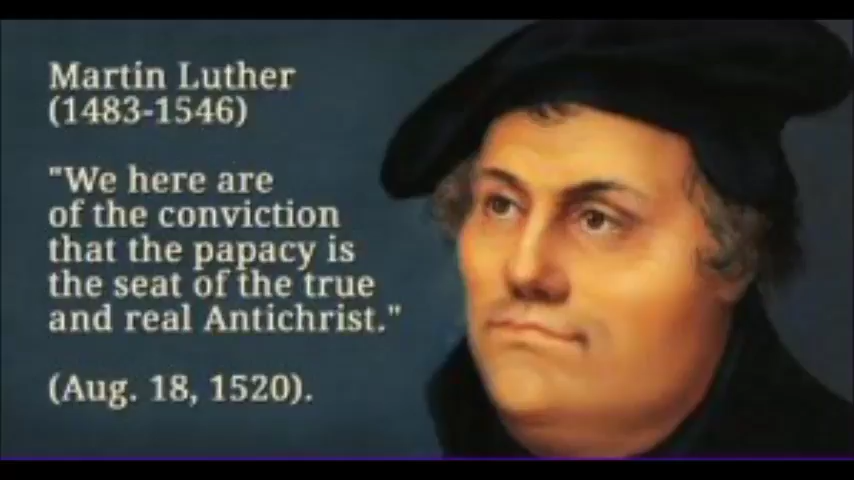 Martin Luther
(1483-1546)
"We here are
of the conviction
that the papacy is
the seat of the true
and real Antichrist."
(Aug. 18, 1520).